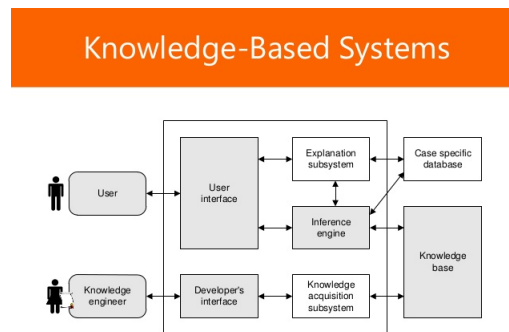 Knowledge-Based Systems
Explanation
subsystem
Case specific
database
User
User
interface
Inference
engine
Knowledge
base
Knowledge
engineer
Developer's
interface
Knowledge
acquisition
subsystem